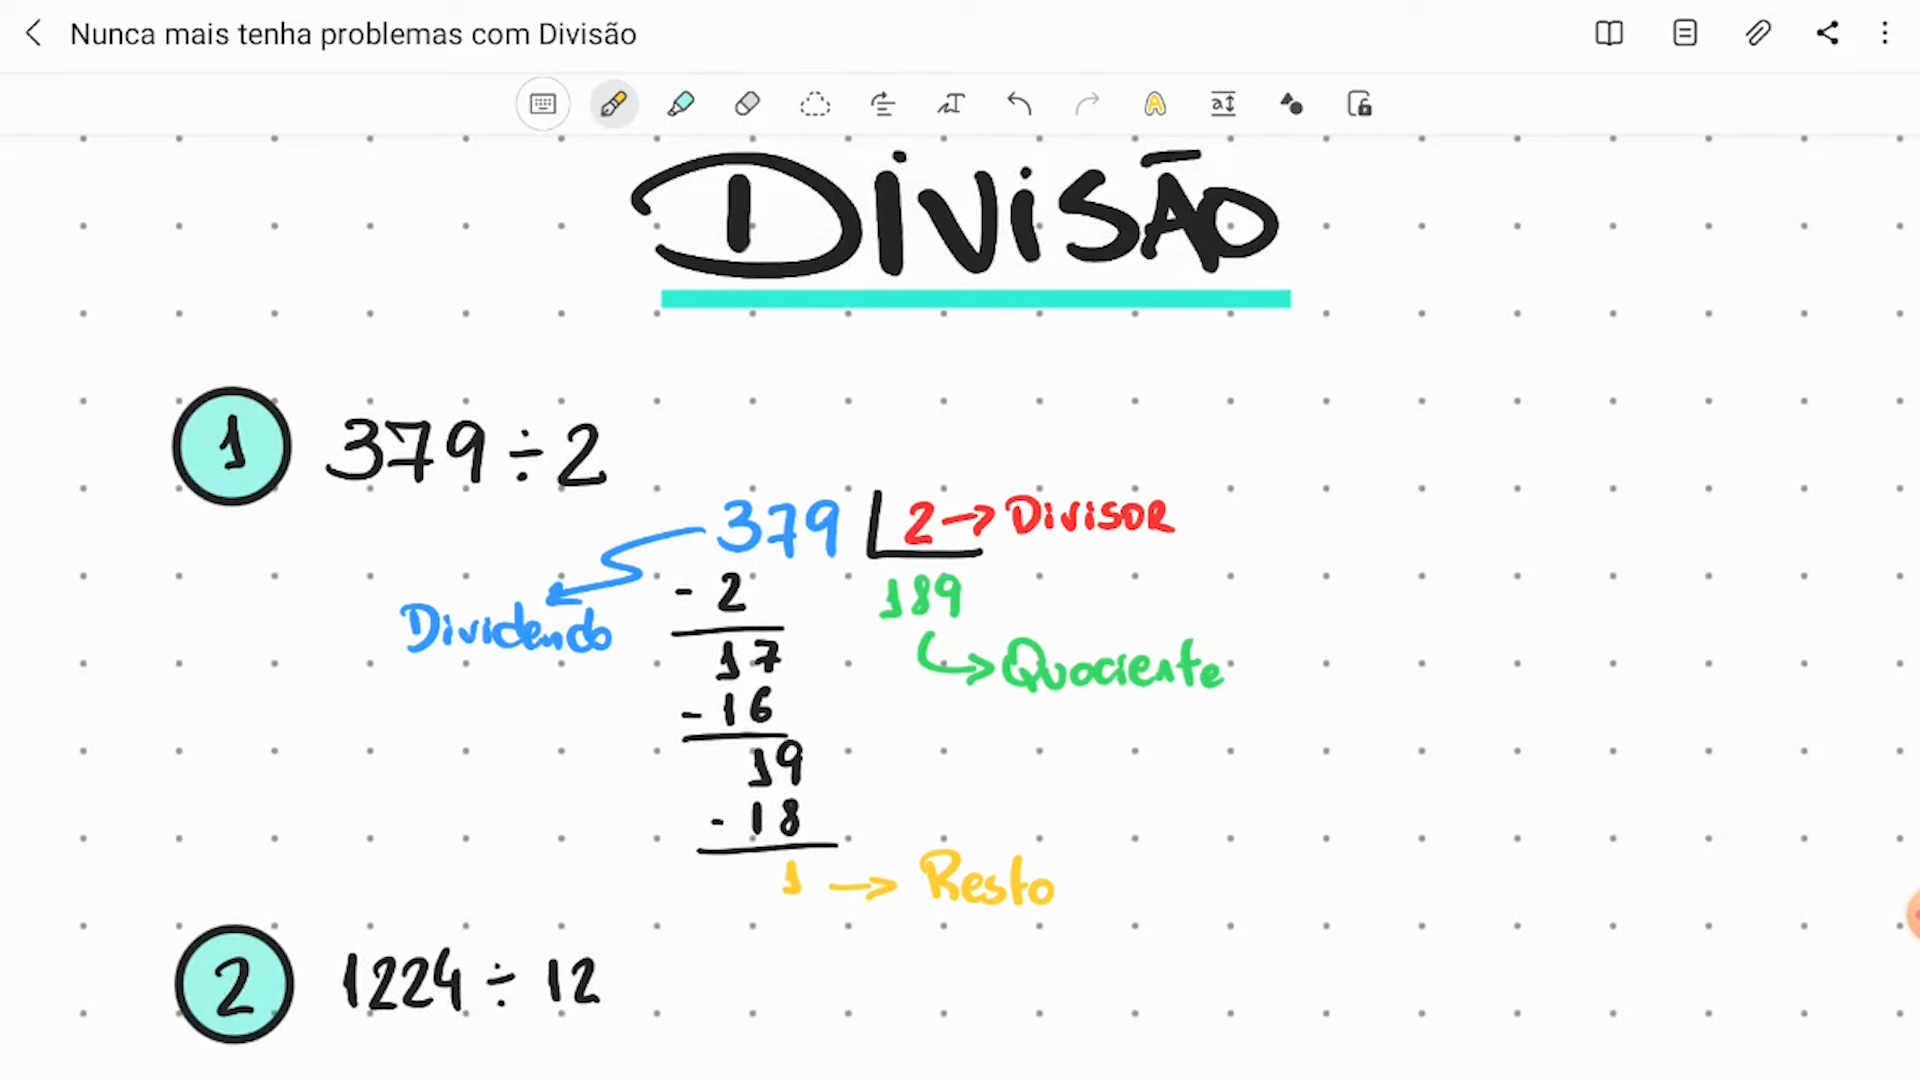 Nunca mais tenha problemas com Divisão
DIVISÃO
1 379 ÷ 2
379 2 → DIVISOR
- 2 189
Dividendo
17 Quociente
- 16
19
- 18
1 → Resto
2 1224 ÷ 12